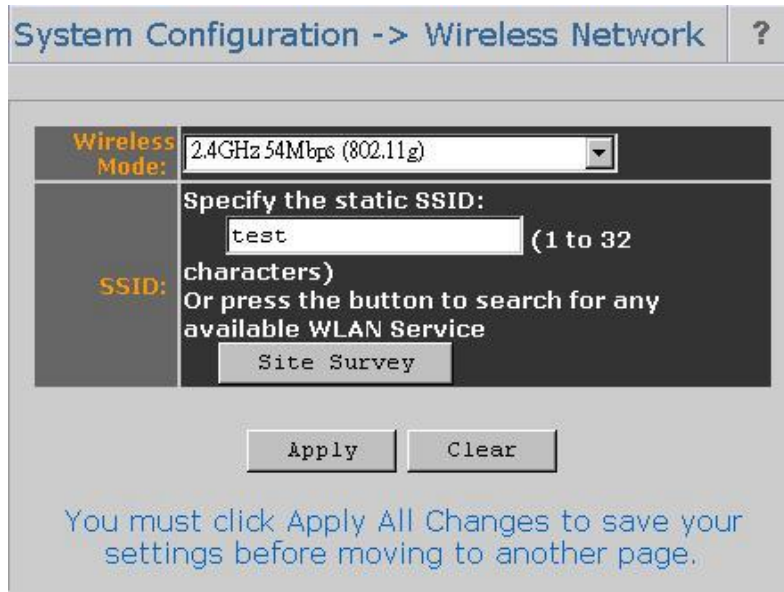 System Configuration -> Wireless Network ?
Wireless Mode: 2.4GHz 54Mbps (802.11g)
SSID:
Specify the static SSID:
test (1 to 32
characters)
Or press the button to search for any
available WLAN Service
Site Survey
Apply Clear
You must click Apply All Changes to save your
settings before moving to another page.